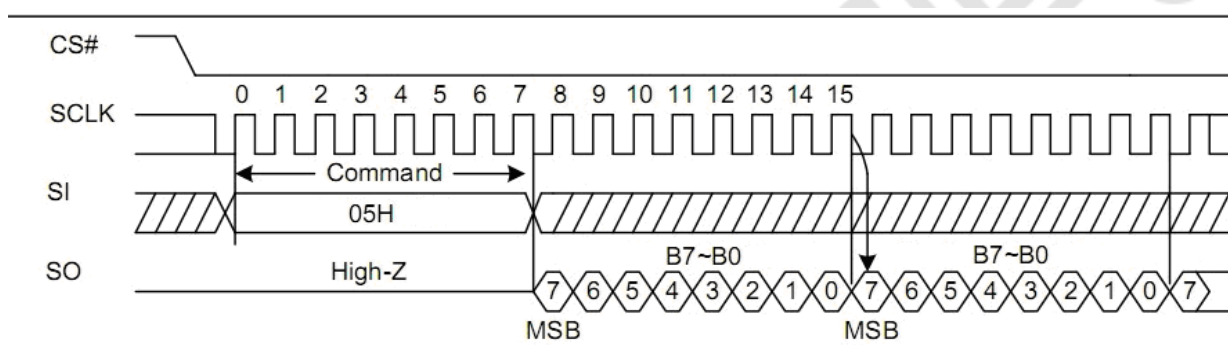 CS#
0 1 2 3 4 5 6 7 8 9 10 11 12 13 14 15
SCLK
Command
SI
05H
B7~B0 B7~B0
SO High-Z
7 6 5 4 3 2 1 0 7 6 5 4 3 2 1 0 7
MSB MSB